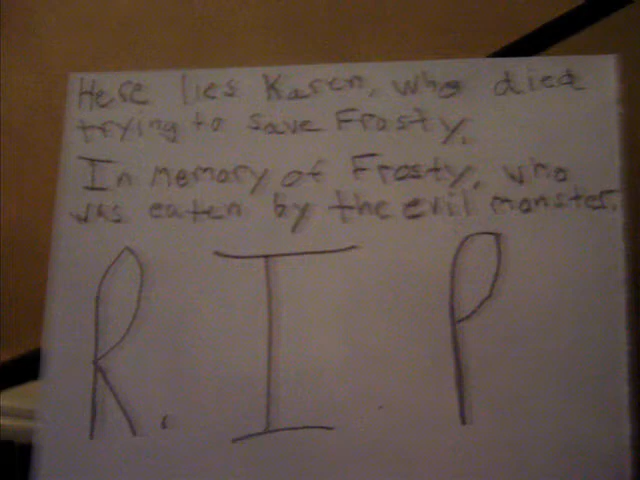 Here lies Karen, who died
trying to save Frosty.
In memory of Frosty, who
was eaten by the evil monster.
R. I. P